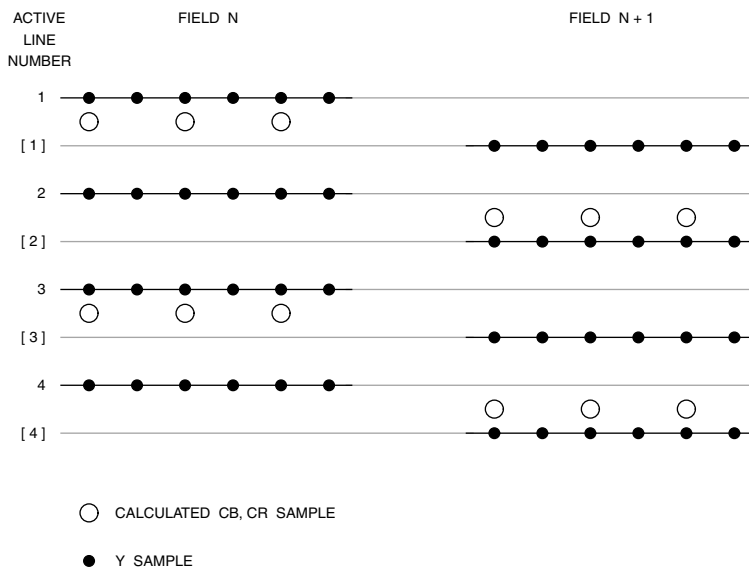 ACTIVE
LINE
NUMBER
FIELD N
FIELD N + 1
1
[ 1 ]
2
[ 2 ]
3
[ 3 ]
4
[ 4 ]
CALCULATED CB, CR SAMPLE
Y SAMPLE